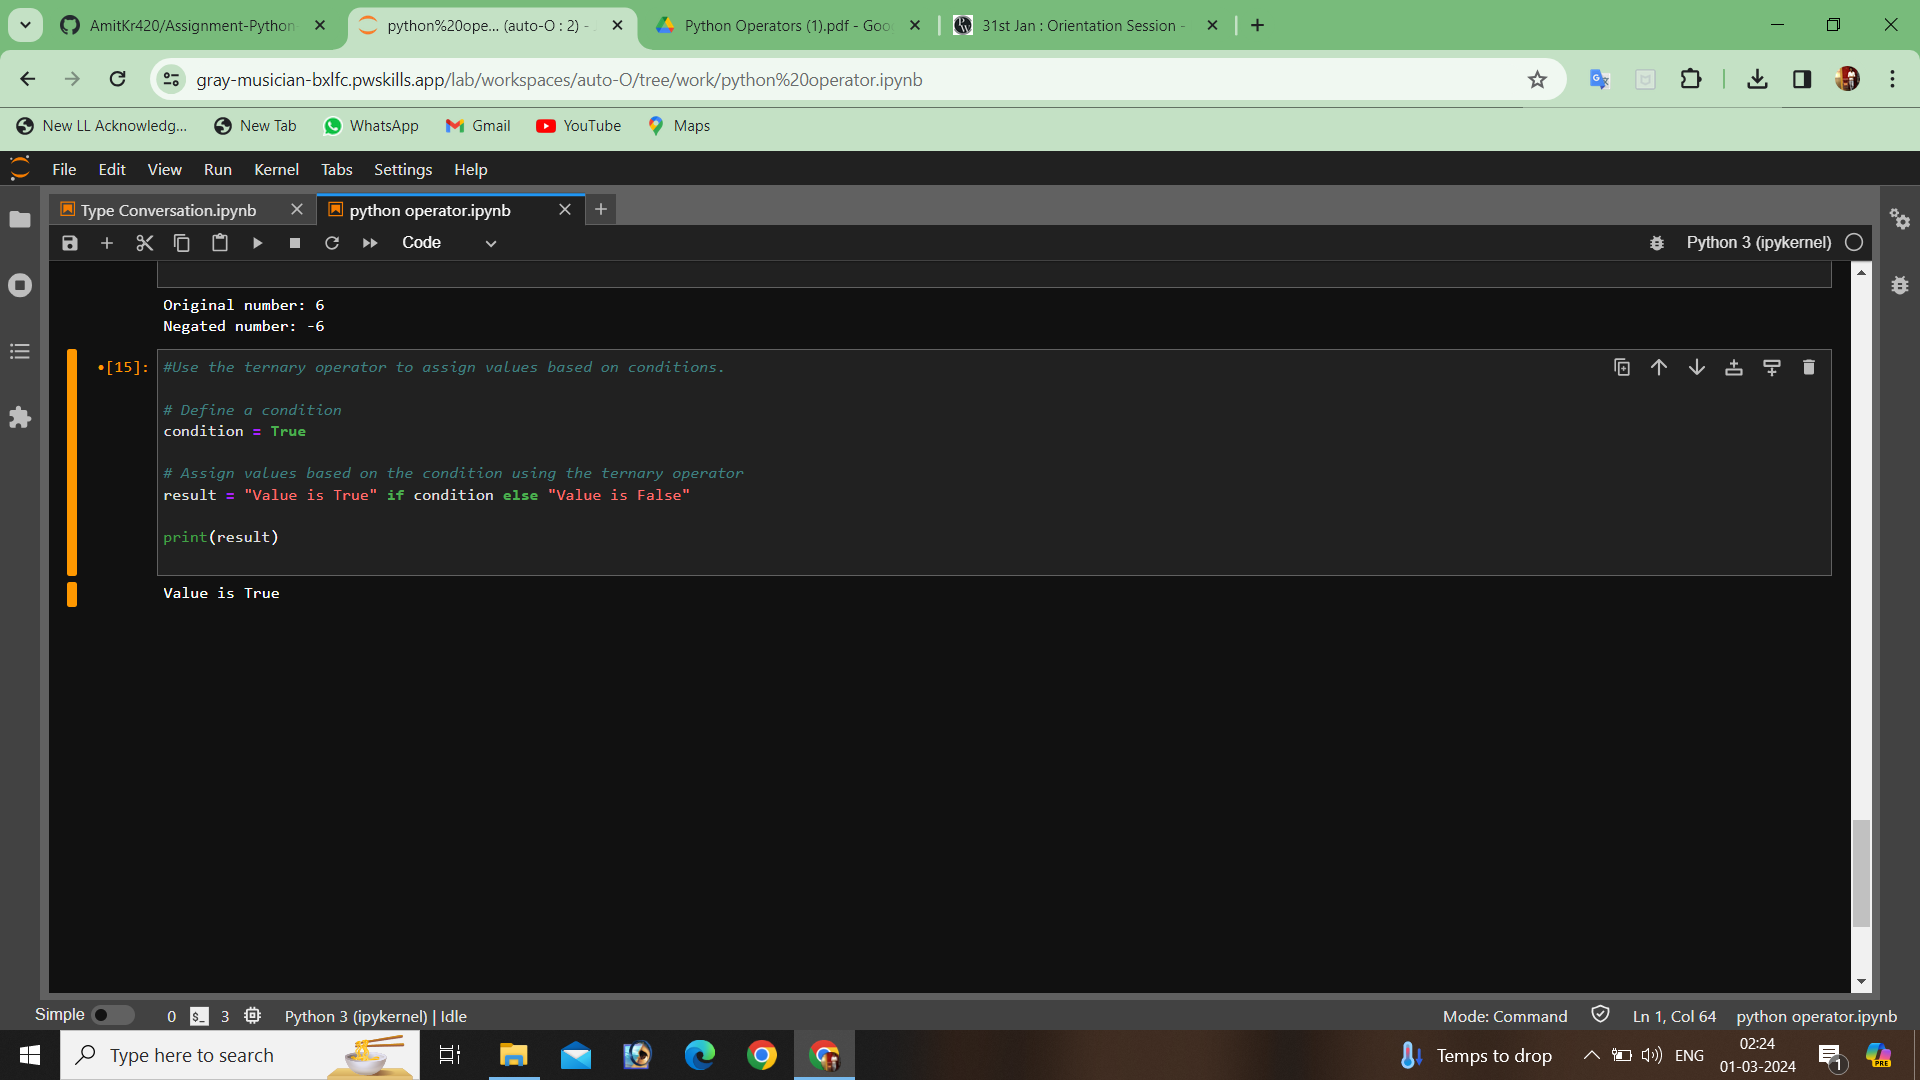 AmitKr420/Assignment-Python-
python%20ope... (auto-O : 2) -
Python Operators (1).pdf - Goo
31st Jan : Orientation Session -
gray-musician-bxlfc.pwskills.app/lab/workspaces/auto-O/tree/work/python%20operator.ipynb
New LL Acknowledg...
New Tab
WhatsApp
Gmail
YouTube
Maps
File Edit View Run Kernel Tabs Settings Help
Type Conversation.ipynb
python operator.ipynb
Code
Python 3 (ipykernel)
Original number: 6
Negated number: -6
•[15]:
#Use the ternary operator to assign values based on conditions.
# Define a condition
condition = True
# Assign values based on the condition using the ternary operator
result = "Value is True" if condition else "Value is False"
print(result)
Value is True
Simple
0
$_
3
Python 3 (ipykernel) | Idle
Mode: Command
Ln 1, Col 64
python operator.ipynb
Type here to search
Temps to drop
ENG
02:24
01-03-2024
1
PRE